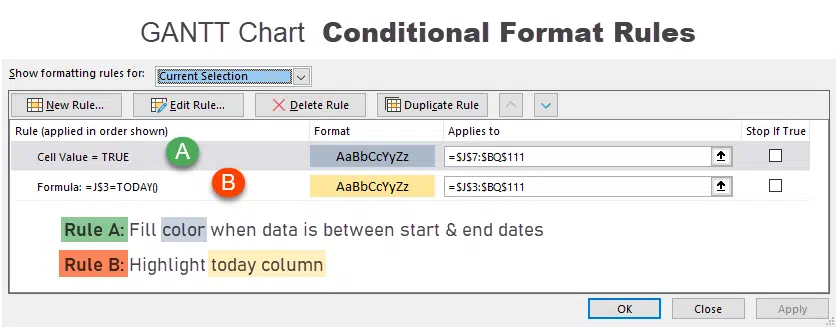 GANTT Chart Conditional Format Rules
Show formatting rules for: Current Selection
New Rule... Edit Rule... Delete Rule Duplicate Rule
Rule (applied in order shown) Format Applies to Stop If True
Cell Value = TRUE A AaBbCcYyZz =$J$7:$BQ$111
Formula: =J$3=TODAY() B AaBbCcYyZz =$J$3:$BQ$111
Rule A: Fill color when data is between start & end dates
Rule B: Highlight today column
OK Close Apply